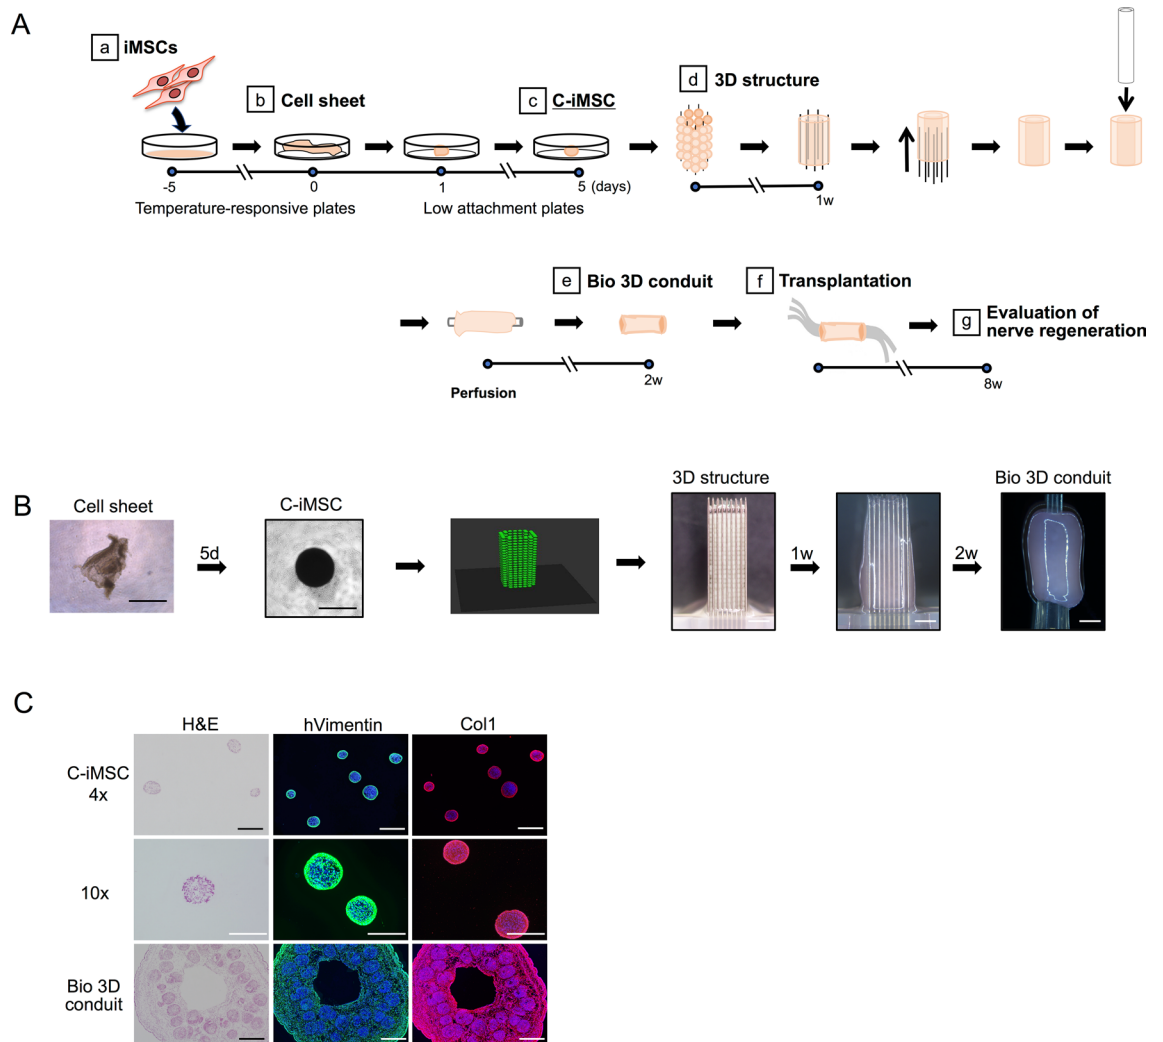 A
a iMSCs
b Cell sheet
c C-iMSC
d 3D structure
-5 0 1 5 (days)
1w
Temperature-responsive plates
Low attachment plates
e Bio 3D conduit
f Transplantation
g Evaluation of
nerve regeneration
Perfusion
2w
8w
B
Cell sheet
5d
C-iMSC
3D structure
1w
2w
Bio 3D conduit
C
H&E hVimentin Col1
C-iMSC
4x
10x
Bio 3D
conduit